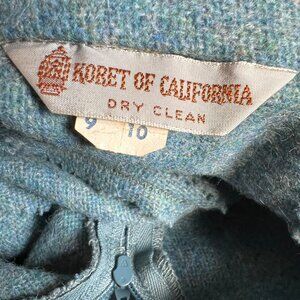 KORET OF CALIFORNIA
DRY CLEAN
9 10